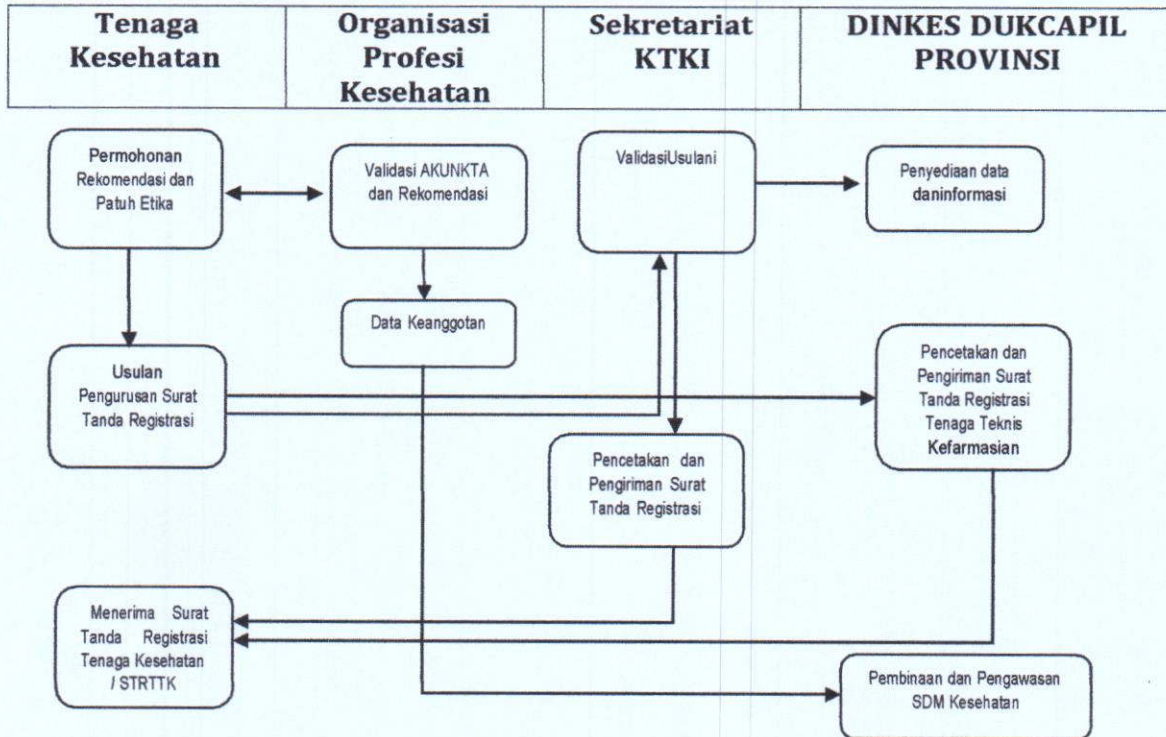 Tenaga
Kesehatan
Organisasi
Profesi
Kesehatan
Sekretariat
KTKI
DINKES DUKCAPIL
PROVINSI
Permohonan
Rekomendasi dan
Patuh Etika
Validasi AKUNKTA
dan Rekomendasi
ValidasiUsulani
Penyediaan data
daninformasi
Data Keanggotan
Usulan
Pengurusan Surat
Tanda Registrasi
Pencetakan dan
Pengiriman Surat
Tanda Registrasi
Tenaga Teknis
Kefarmasian
Pencetakan dan
Pengiriman Surat
Tanda Registrasi
Menerima Surat
Tanda Registrasi
Tenaga Kesehatan
/ STRTTK
Pembinaan dan Pengawasan
SDM Kesehatan